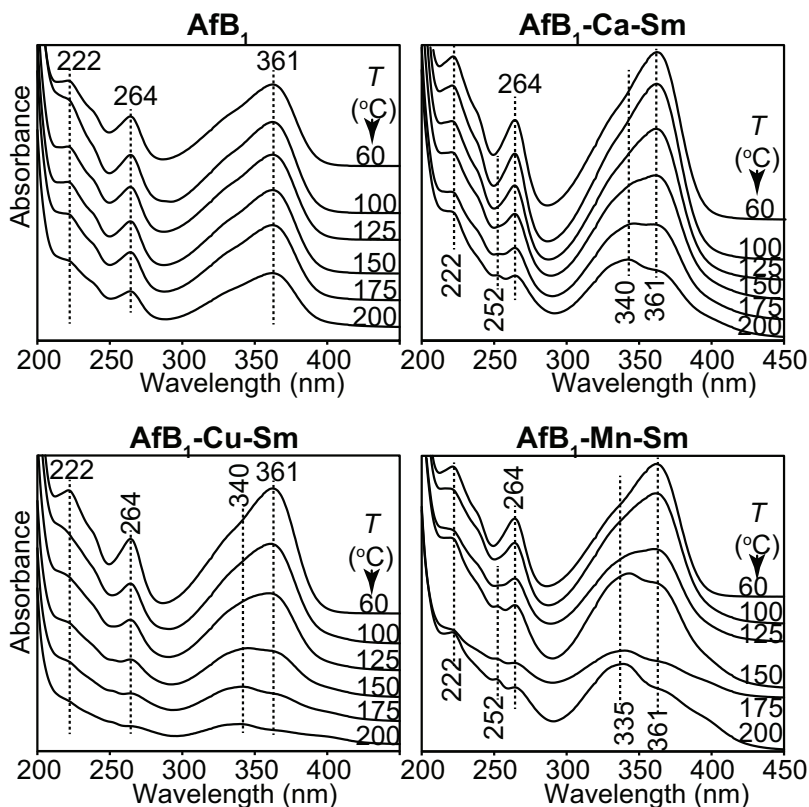 AfB₁
222
264
361
T
(°C)
60
100
125
150
175
200
Absorbance
200 250 300 350 400
Wavelength (nm)
AfB₁-Ca-Sm
264
T
(°C)
60
100
125
150
175
200
222
252
340
361
200 250 300 350 400 450
Wavelength (nm)
AfB₁-Cu-Sm
222
264
340
361
T
(°C)
60
100
125
150
175
200
Absorbance
200 250 300 350 400
Wavelength (nm)
AfB₁-Mn-Sm
264
T
(°C)
60
100
125
150
175
200
222
252
335
361
200 250 300 350 400 450
Wavelength (nm)